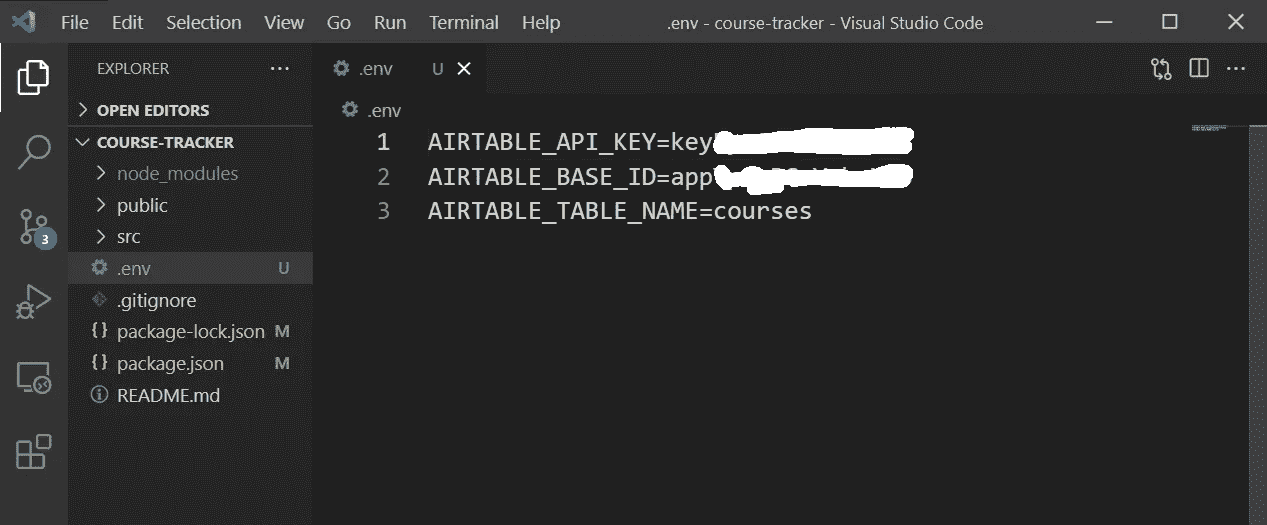 File Edit Selection View Go Run Terminal Help .env - course-tracker - Visual Studio Code
EXPLORER
OPEN EDITORS
COURSE-TRACKER
node_modules
public
src
.env U
.gitignore
package-lock.json M
package.json M
README.md
3
.env U
.env
1 AIRTABLE_API_KEY=key
2 AIRTABLE_BASE_ID=app
3 AIRTABLE_TABLE_NAME=courses